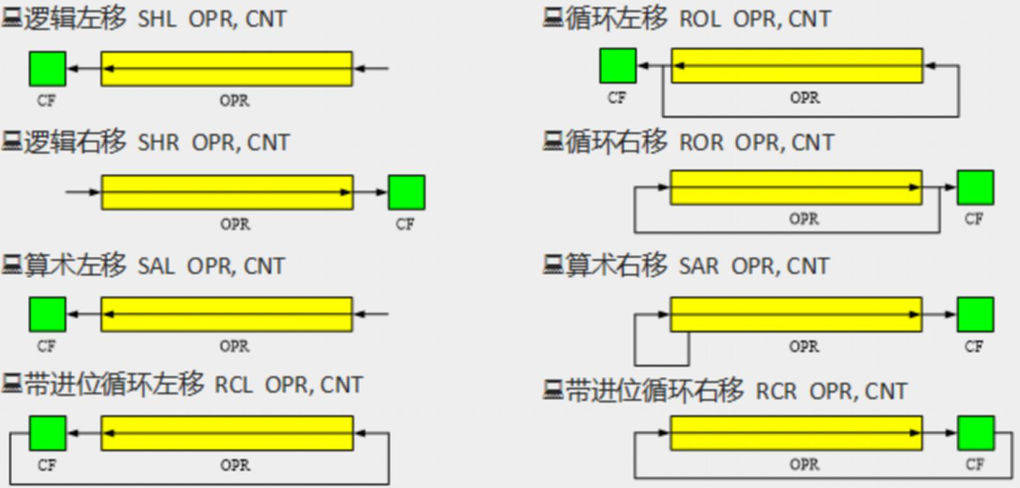 逻辑左移 SHL OPR, CNT
CF
OPR
循环左移 ROL OPR, CNT
CF
OPR
逻辑右移 SHR OPR, CNT
OPR
CF
循环右移 ROR OPR, CNT
OPR
CF
算术左移 SAL OPR, CNT
CF
OPR
算术右移 SAR OPR, CNT
OPR
CF
带进位循环左移 RCL OPR, CNT
CF
OPR
带进位循环右移 RCR OPR, CNT
OPR
CF